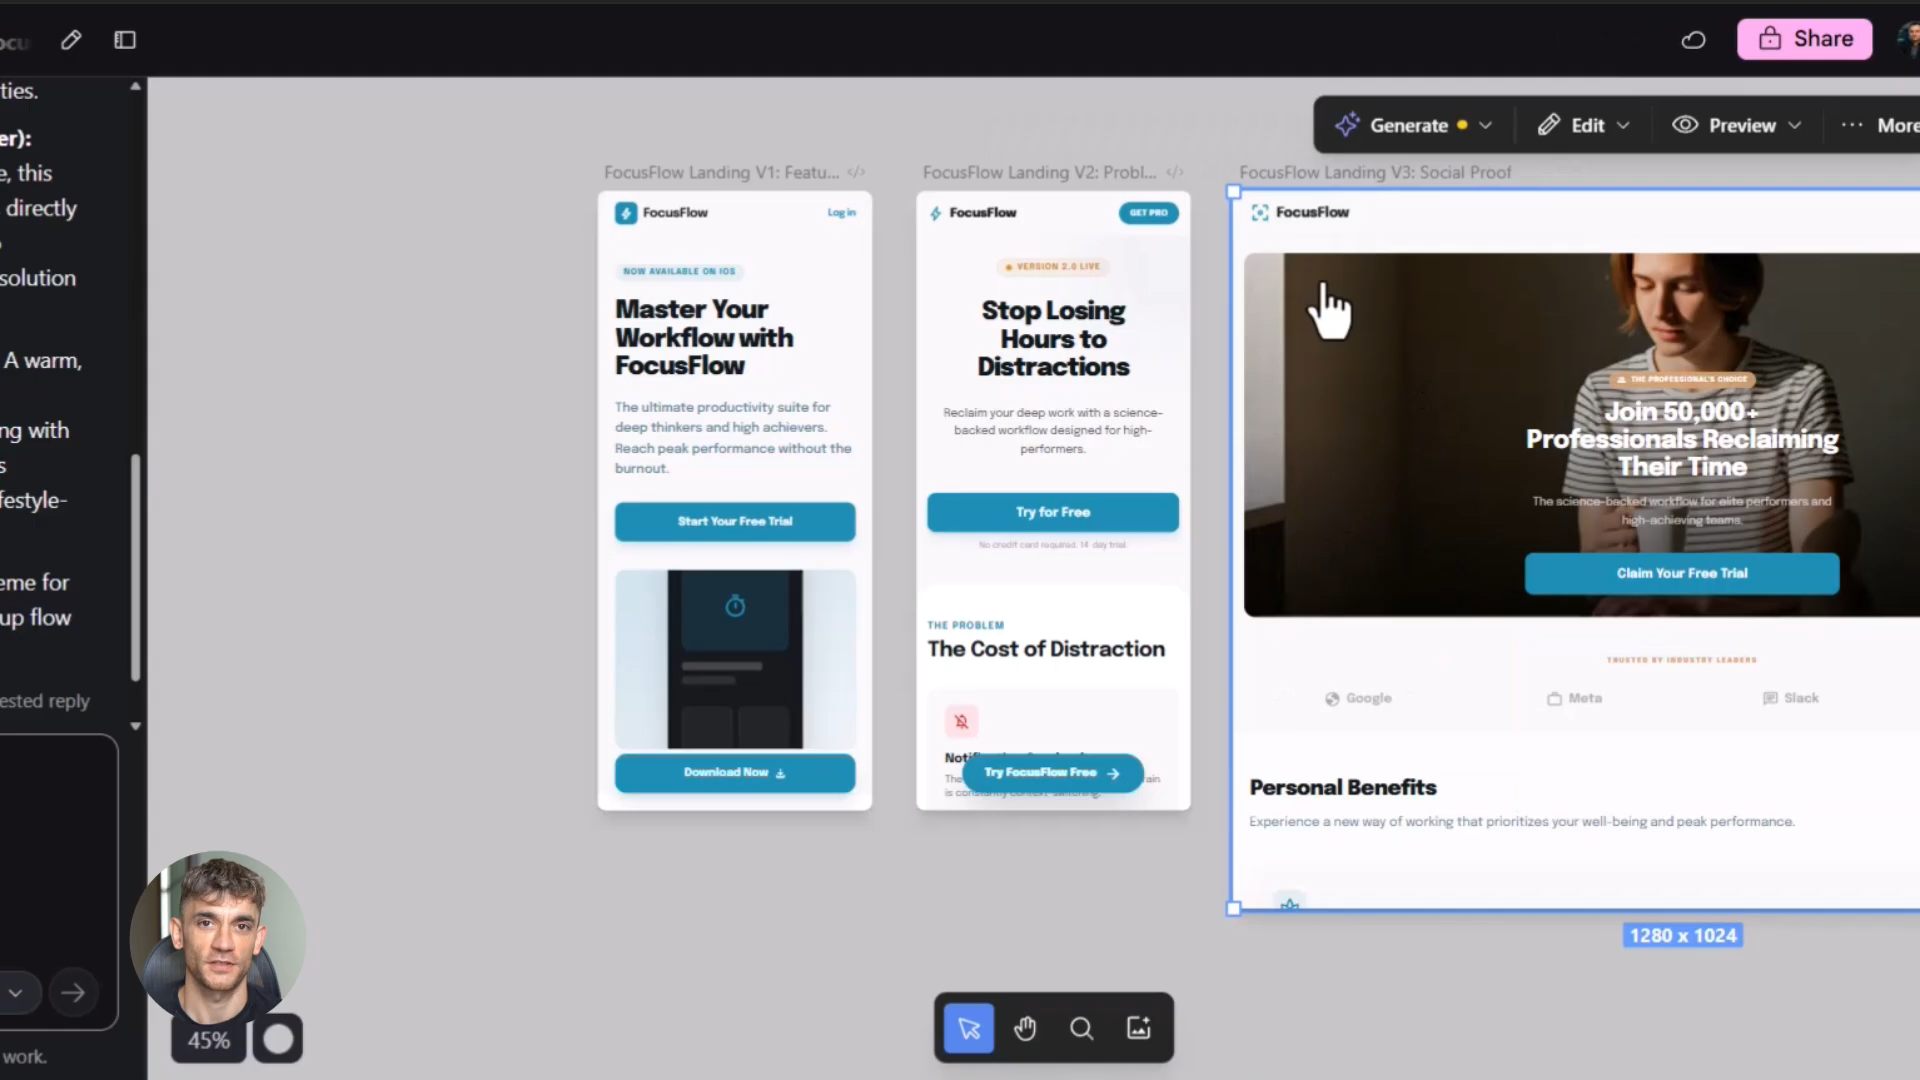 Share
ties.
er):
e, this
directly
solution
A warm,
ng with
s
festyle-
eme for
up flow
ested reply
work.
45%
Generate
Edit
Preview
More
FocusFlow Landing V1: Featu...
FocusFlow
Log in
NOW AVAILABLE ON IOS
Master Your
Workflow with
FocusFlow
The ultimate productivity suite for
deep thinkers and high achievers.
Reach peak performance without the
burnout.
Start Your Free Trial
Download Now
FocusFlow Landing V2: Probl...
FocusFlow
GET PRO
VERSION 2.0 LIVE
Stop Losing
Hours to
Distractions
Reclaim your deep work with a science-
backed workflow designed for high-
performers.
Try for Free
No credit card required. 14-day trial.
THE PROBLEM
The Cost of Distraction
Try FocusFlow Free
is constantly context-switching.
FocusFlow Landing V3: Social Proof
FocusFlow
THE PROFESSIONAL'S CHOICE
Join 50,000+
Professionals Reclaiming
Their Time
The science-backed workflow for elite performers and
high-achieving teams.
Claim Your Free Trial
TRUSTED BY INDUSTRY LEADERS
Google
Meta
Slack
Personal Benefits
Experience a new way of working that prioritizes your well-being and peak performance.
1280 x 1024